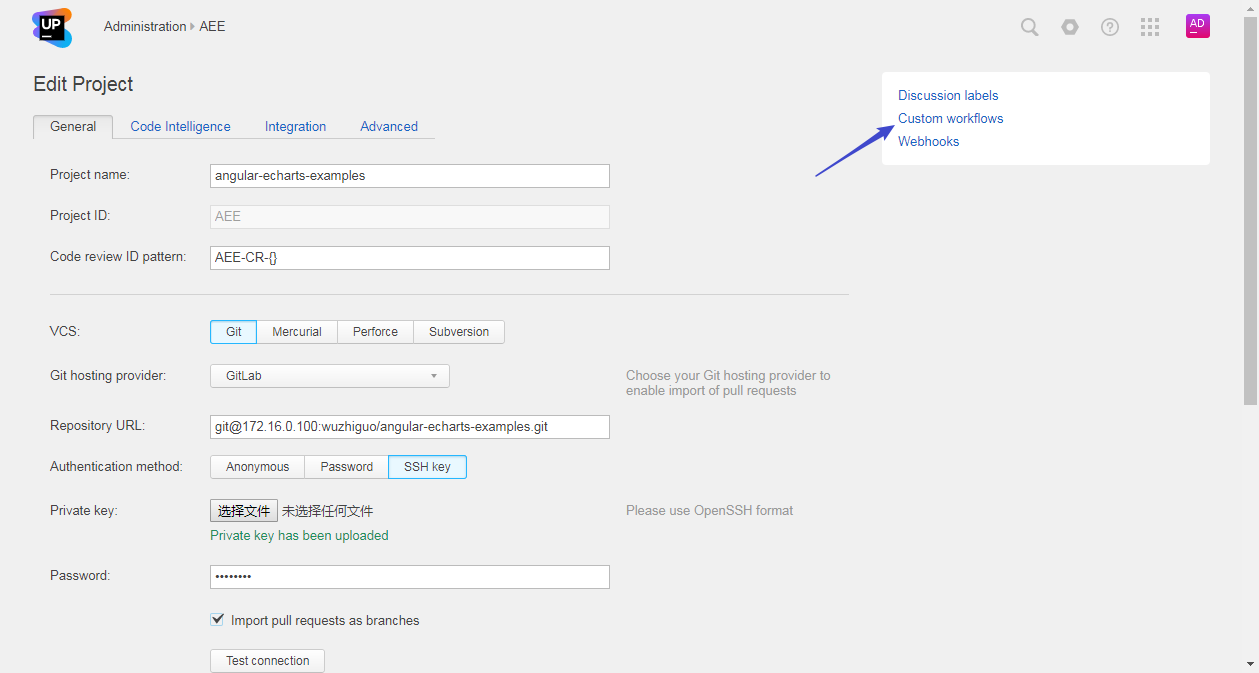 UP
Administration AEE
AD
Edit Project
General Code Intelligence Integration Advanced
Discussion labels
Custom workflows
Webhooks
Project name: angular-echarts-examples
Project ID: AEE
Code review ID pattern: AEE-CR-{}
VCS: Git Mercurial Perforce Subversion
Git hosting provider: GitLab
Choose your Git hosting provider to
enable import of pull requests
Repository URL: git@172.16.0.100:wuzhiguo/angular-echarts-examples.git
Authentication method: Anonymous Password SSH key
Private key: 选择文件 未选择任何文件 Please use OpenSSH format
Private key has been uploaded
Password: ••••••••
Import pull requests as branches
Test connection